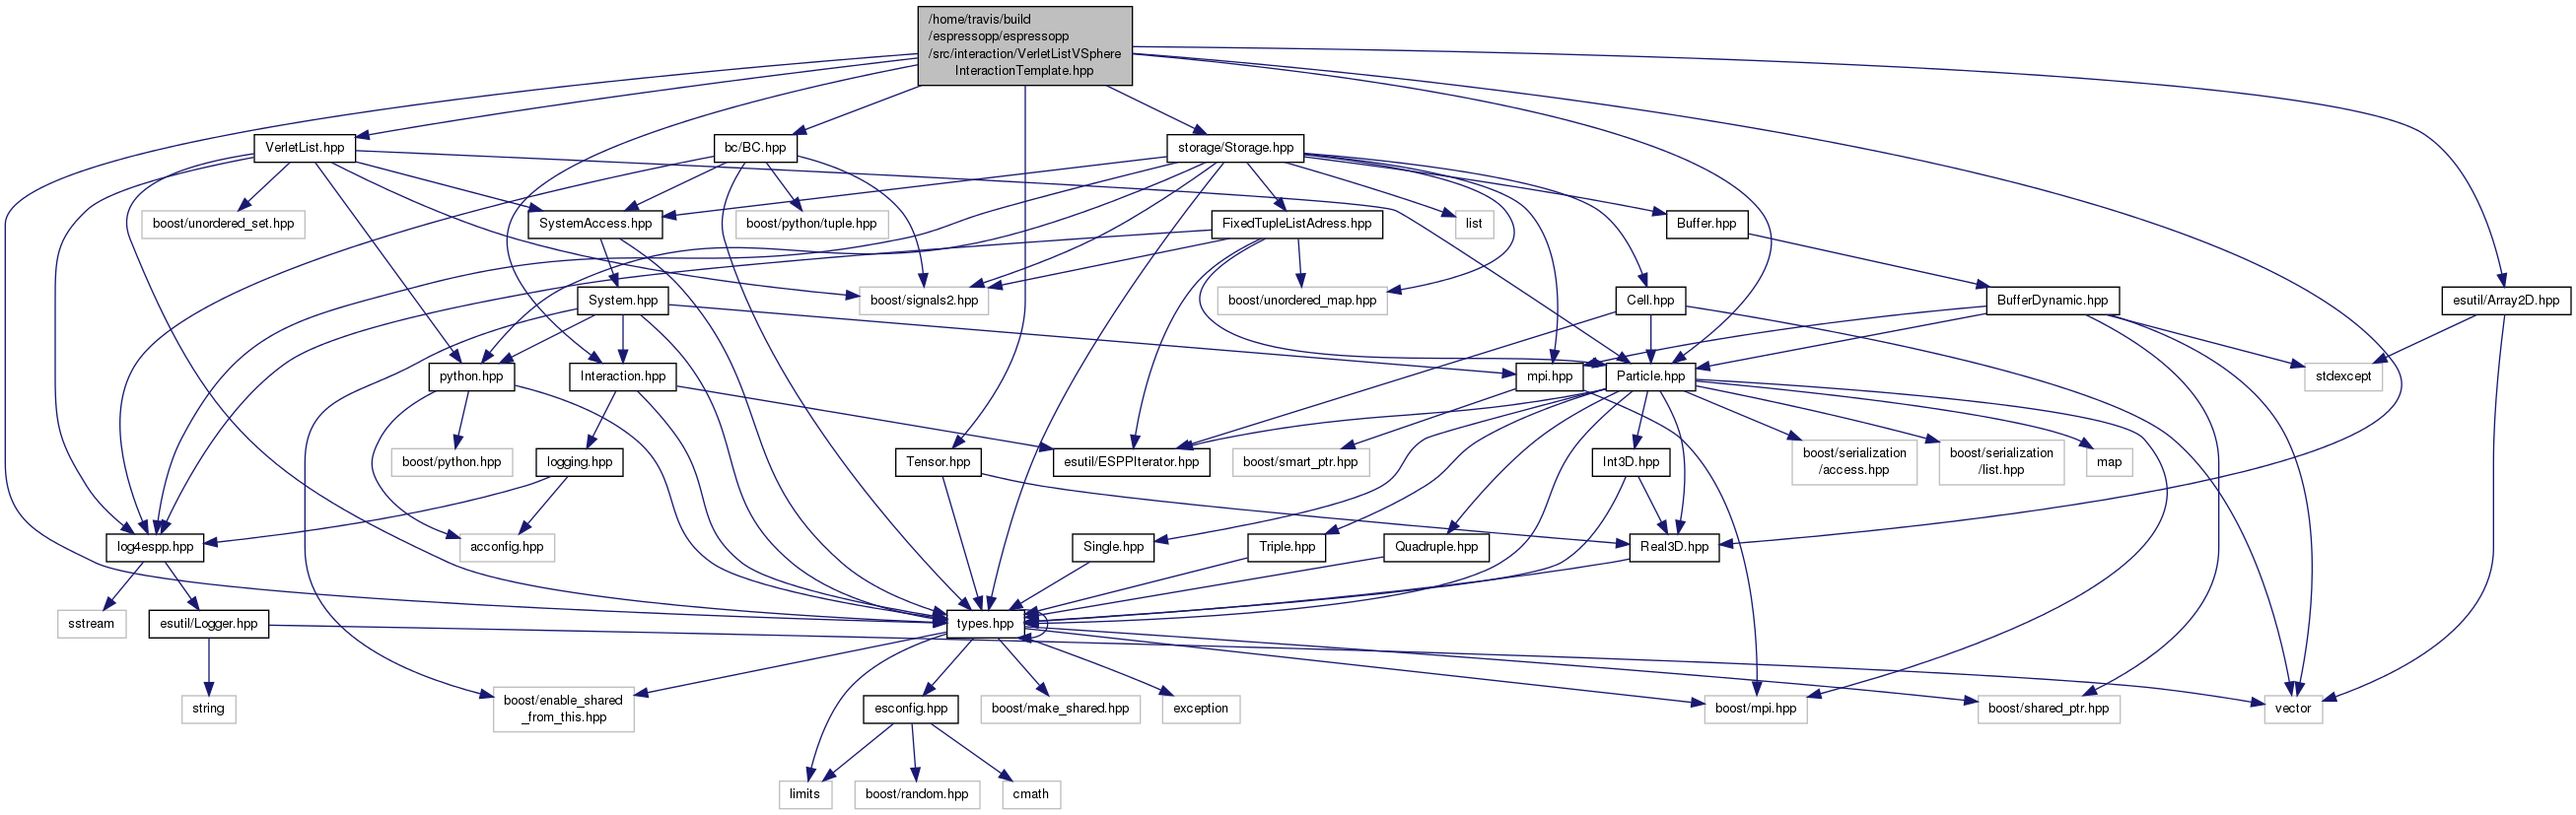 /home/travis/build
/espressopp/espressopp
/src/interaction/VerletListVSphere
InteractionTemplate.hpp
VerletList.hpp
bc/BC.hpp
storage/Storage.hpp
boost/unordered_set.hpp
SystemAccess.hpp
boost/python/tuple.hpp
FixedTupleListAdress.hpp
list
Buffer.hpp
System.hpp
boost/signals2.hpp
boost/unordered_map.hpp
Cell.hpp
BufferDynamic.hpp
esutil/Array2D.hpp
python.hpp
Interaction.hpp
mpi.hpp
Particle.hpp
stdexcept
boost/python.hpp
logging.hpp
Tensor.hpp
esutil/ESPPIterator.hpp
boost/smart_ptr.hpp
Int3D.hpp
boost/serialization
/access.hpp
boost/serialization
/list.hpp
map
log4espp.hpp
acconfig.hpp
Single.hpp
Triple.hpp
Quadruple.hpp
Real3D.hpp
sstream
esutil/Logger.hpp
types.hpp
string
boost/enable_shared
_from_this.hpp
esconfig.hpp
boost/make_shared.hpp
exception
boost/mpi.hpp
boost/shared_ptr.hpp
vector
limits
boost/random.hpp
cmath